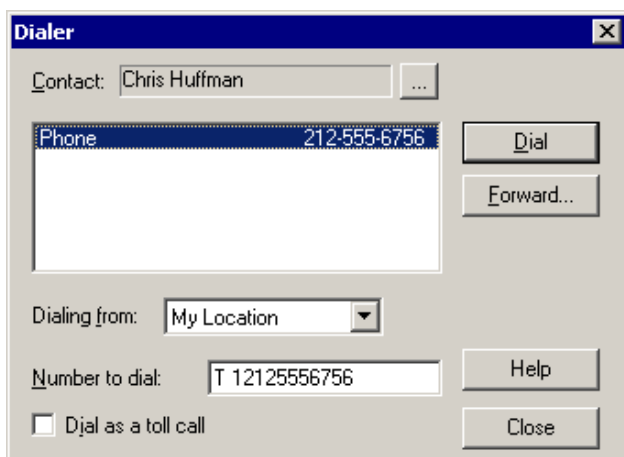 Dialer
Contact: Chris Huffman ...
Phone 212-555-6756
Dial
Forward...
Dialing from: My Location
Number to dial: T 12125556756
Help
Dial as a toll call
Close